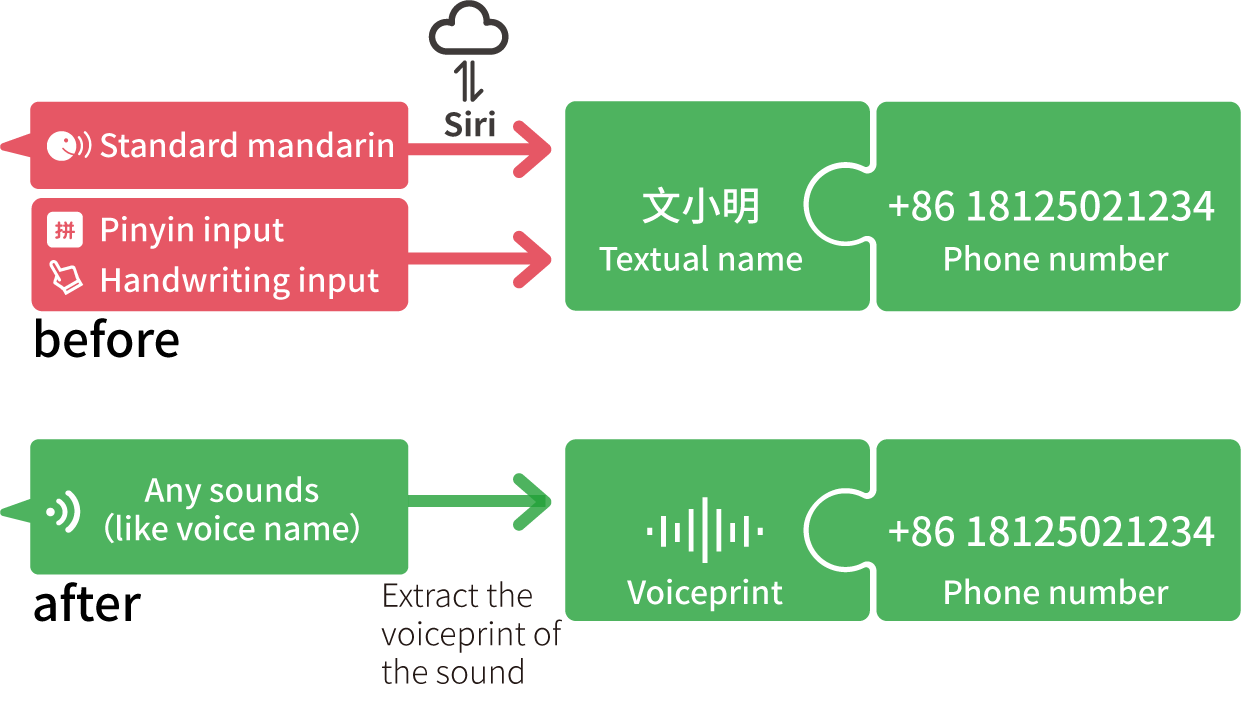 Siri
Standard mandarin
拼 Pinyin input
Handwriting input
文小明
Textual name
+86 18125021234
Phone number
before
Any sounds
（like voice name）
Extract the
voiceprint of
the sound
Voiceprint
+86 18125021234
Phone number
after